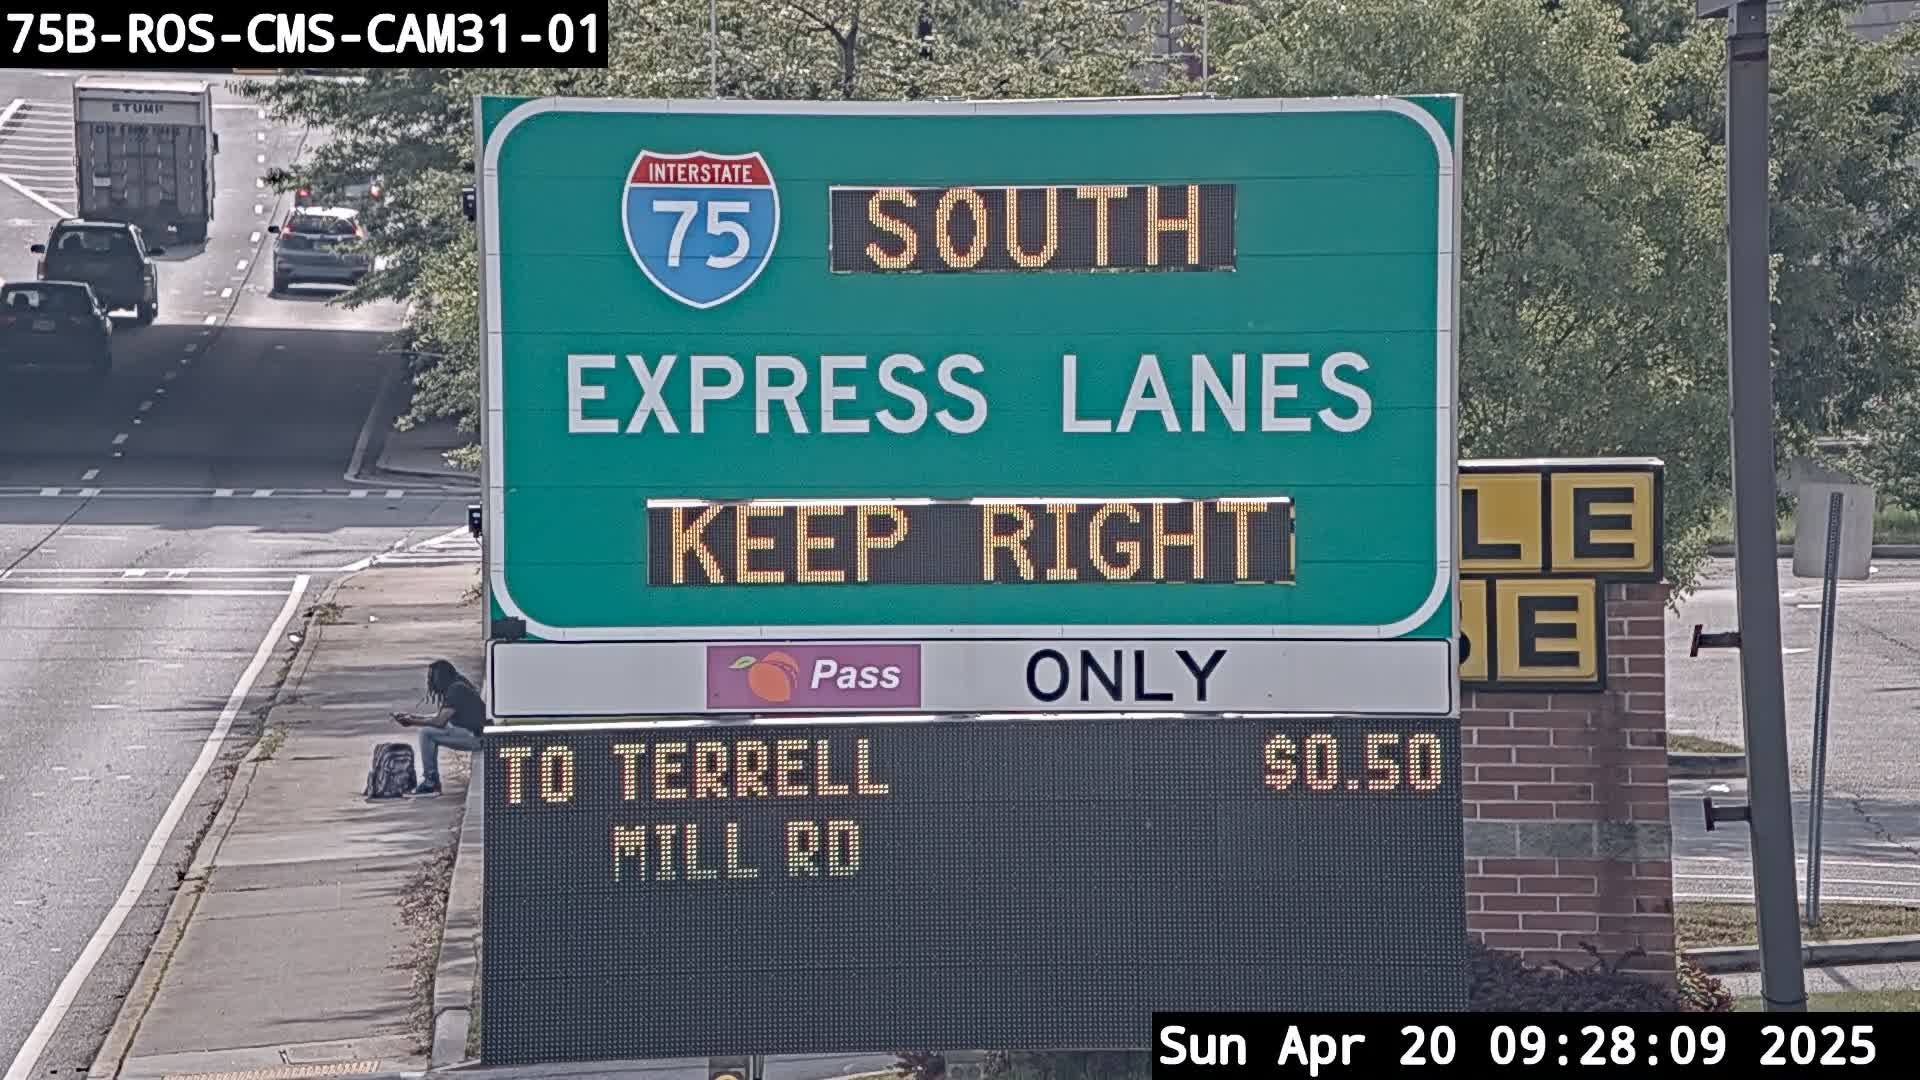 75B-ROS-CMS-CAM31-01
STUMP
INTERSTATE
75
SOUTH
EXPRESS LANES
KEEP RIGHT
LE
E
Pass ONLY
TO TERRELL $0.50
MILL RD
Sun Apr 20 09:28:09 2025